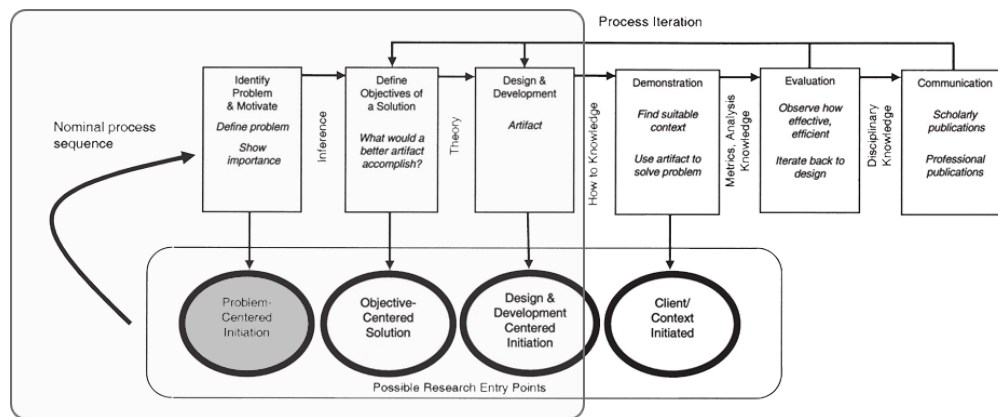 Process Iteration
Nominal process
sequence
Identify
Problem
& Motivate
Define problem
Show
importance
Inference
Define
Objectives of
a Solution
What would a
better artifact
accomplish?
Theory
Design &
Development
Artifact
How to Knowledge
Demonstration
Find suitable
context
Use artifact to
solve problem
Metrics, Analysis
Knowledge
Evaluation
Observe how
effective,
efficient
Iterate back to
design
Disciplinary
Knowledge
Communication
Scholarly
publications
Professional
publications
Problem-
Centered
Initiation
Objective-
Centered
Solution
Design &
Development
Centered
Initiation
Client/
Context
Initiated
Possible Research Entry Points